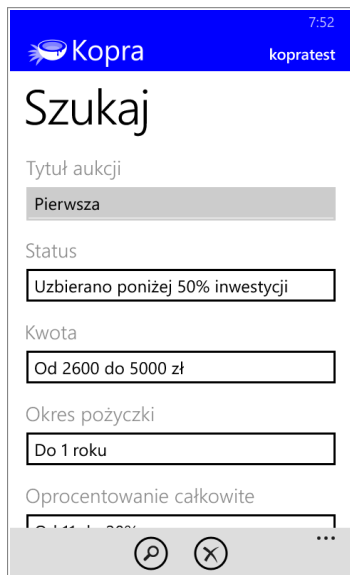 7:52
Kopra
kopratest
Szukaj
Tytuł aukcji
Pierwsza
Status
Uzbierano poniżej 50% inwestycji
Kwota
Od 2600 do 5000 zł
Okres pożyczki
Do 1 roku
Oprocentowanie całkowite